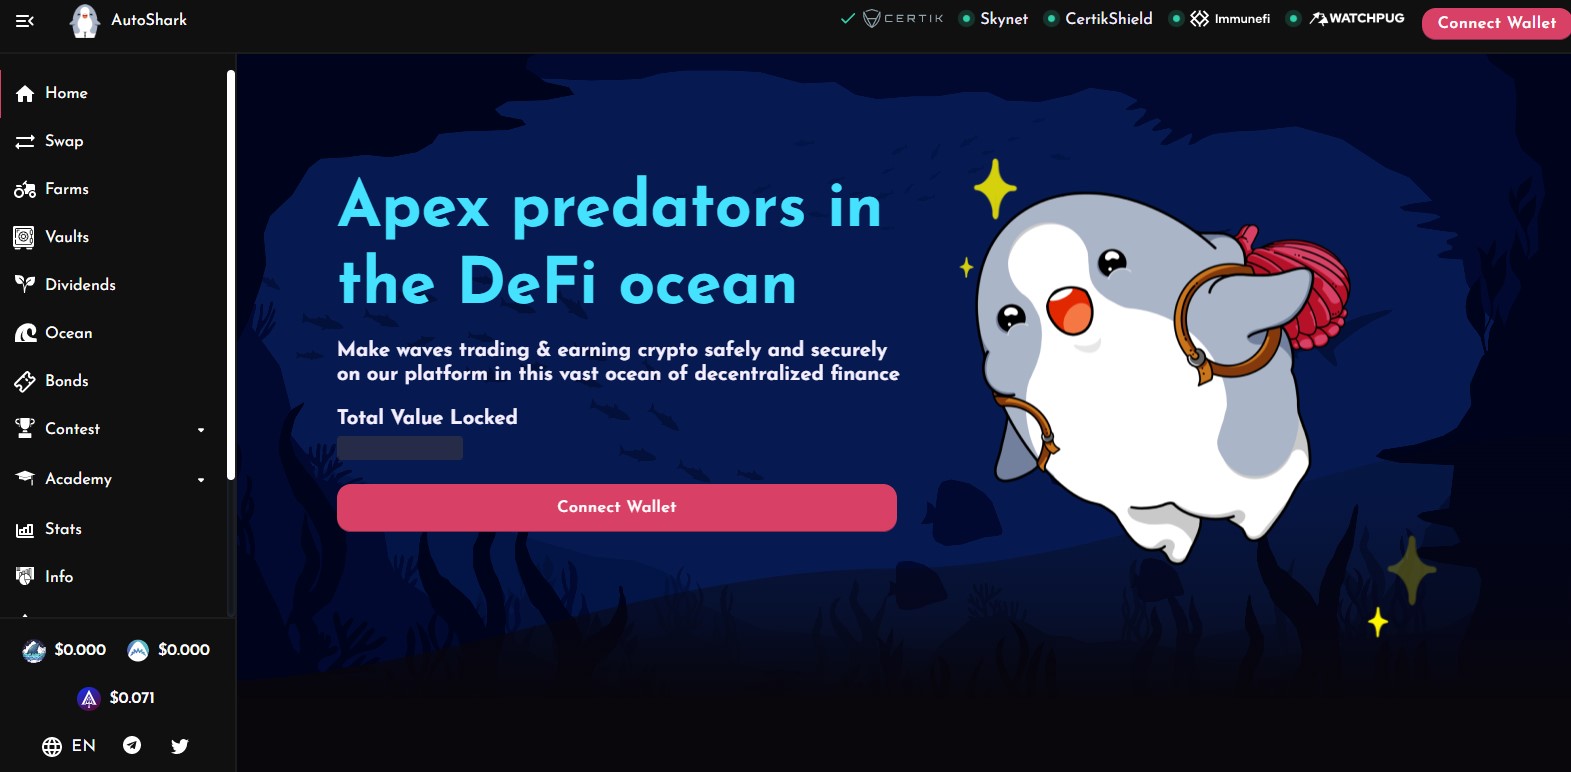 AutoShark
CERTIK
Skynet
CertikShield
Immunefi
WATCHPUG
Connect Wallet
Home
Swap
Farms
Vaults
Dividends
Ocean
Bonds
Contest
Academy
Stats
Info
$0.000
$0.000
$0.071
EN
Apex predators in
the DeFi ocean
Make waves trading & earning crypto safely and securely
on our platform in this vast ocean of decentralized finance
Total Value Locked
Connect Wallet